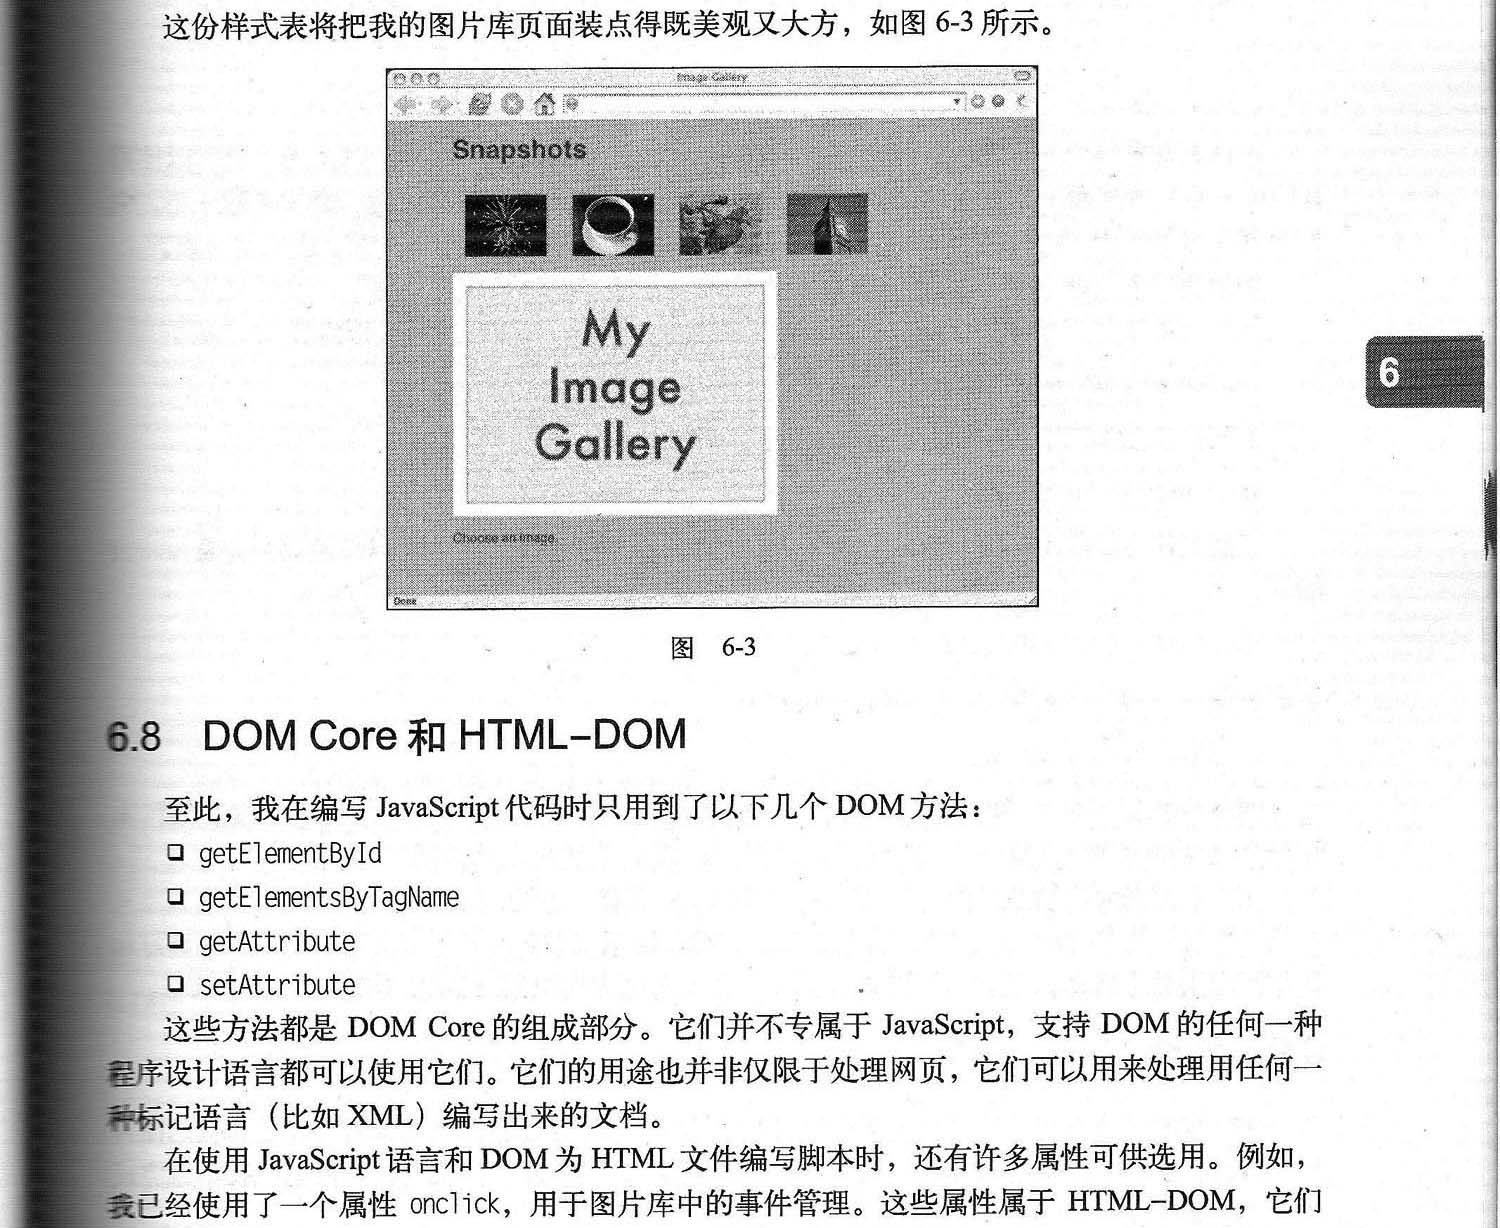 这份样式表将把我的图片库页面装点得既美观又大方，如图 6-3 所示。
Image Gallery
Snapshots
My
Image
Gallery
Choose an image
Done
图 6-3
6
6.8 DOM Core 和 HTML-DOM
至此，我在编写 JavaScript 代码时只用到了以下几个 DOM 方法：
❑ getElementById
❑ getElementsByTagName
❑ getAttribute
❑ setAttribute
这些方法都是 DOM Core 的组成部分。它们并不专属于 JavaScript，支持 DOM 的任何一种
程序设计语言都可以使用它们。它们的用途也并非仅限于处理网页，它们可以用来处理用任何一
种标记语言（比如 XML）编写出来的文档。
在使用 JavaScript 语言和 DOM 为 HTML 文件编写脚本时，还有许多属性可供选用。例如，
我已经使用了一个属性 onclick，用于图片库中的事件管理。这些属性属于 HTML-DOM，它们